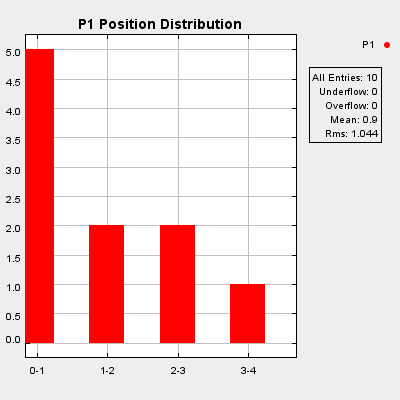 P1 Position Distribution
P1
All Entries: 10
Underflow: 0
Overflow: 0
Mean: 0.9
Rms: 1.044
5.0
4.5
4.0
3.5
3.0
2.5
2.0
1.5
1.0
0.5
0.0
0-1 1-2 2-3 3-4